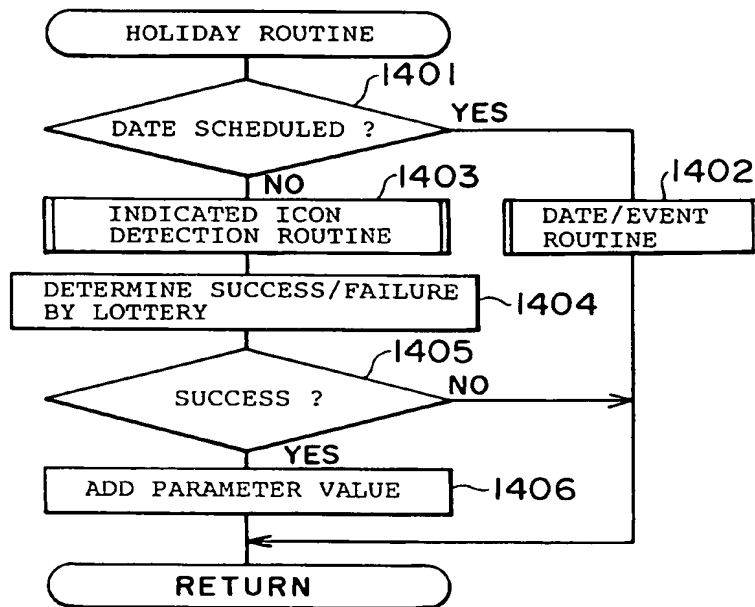 HOLIDAY ROUTINE
1401
DATE SCHEDULED ?
YES
NO
1403
1402
INDICATED ICON
DETECTION ROUTINE
DATE/EVENT
ROUTINE
DETERMINE SUCCESS/FAILURE
BY LOTTERY
1404
1405
SUCCESS ?
NO
YES
ADD PARAMETER VALUE
1406
RETURN